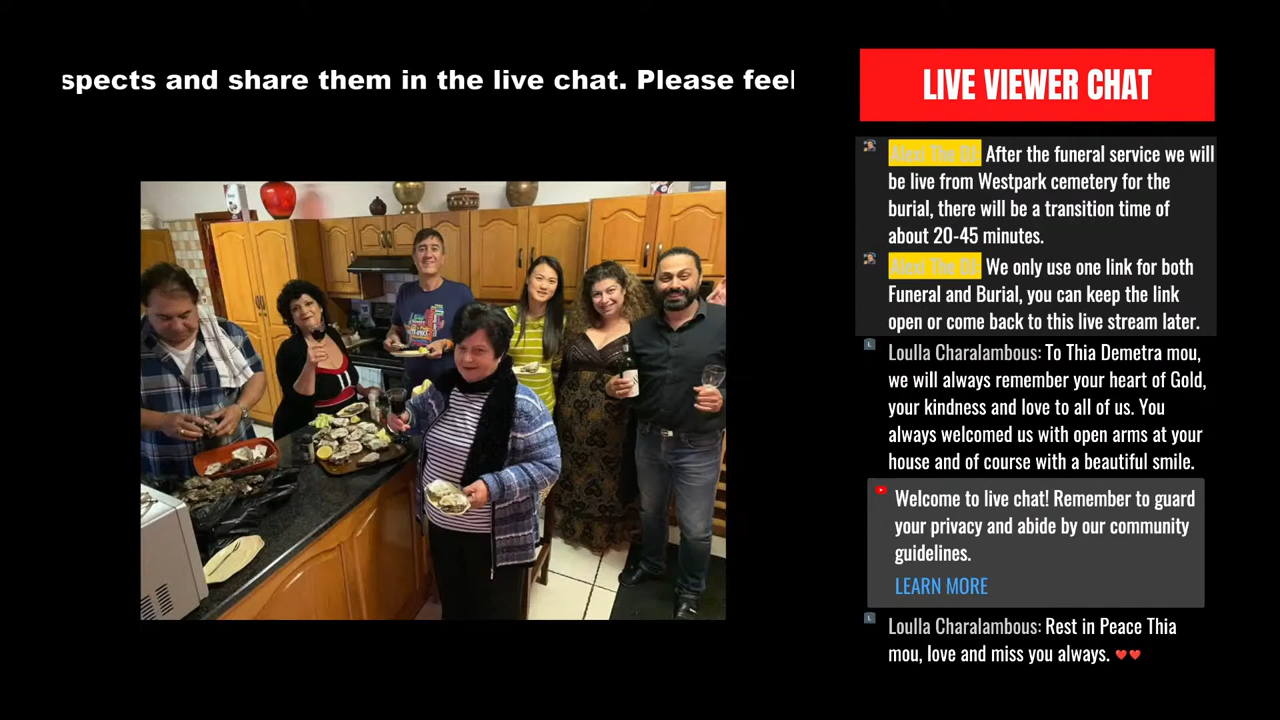 spects and share them in the live chat. Please feel
LIVE VIEWER CHAT
Alexi The DJ: After the funeral service we will
be live from Westpark cemetery for the
burial, there will be a transition time of
about 20-45 minutes.
Alexi The DJ: We only use one link for both
Funeral and Burial, you can keep the link
open or come back to this live stream later.
Loulla Charalambous: To Thia Demetra mou,
we will always remember your heart of Gold,
your kindness and love to all of us. You
always welcomed us with open arms at your
house and of course with a beautiful smile.
Welcome to live chat! Remember to guard
your privacy and abide by our community
guidelines.
LEARN MORE
Loulla Charalambous: Rest in Peace Thia
mou, love and miss you always. ❤️❤️